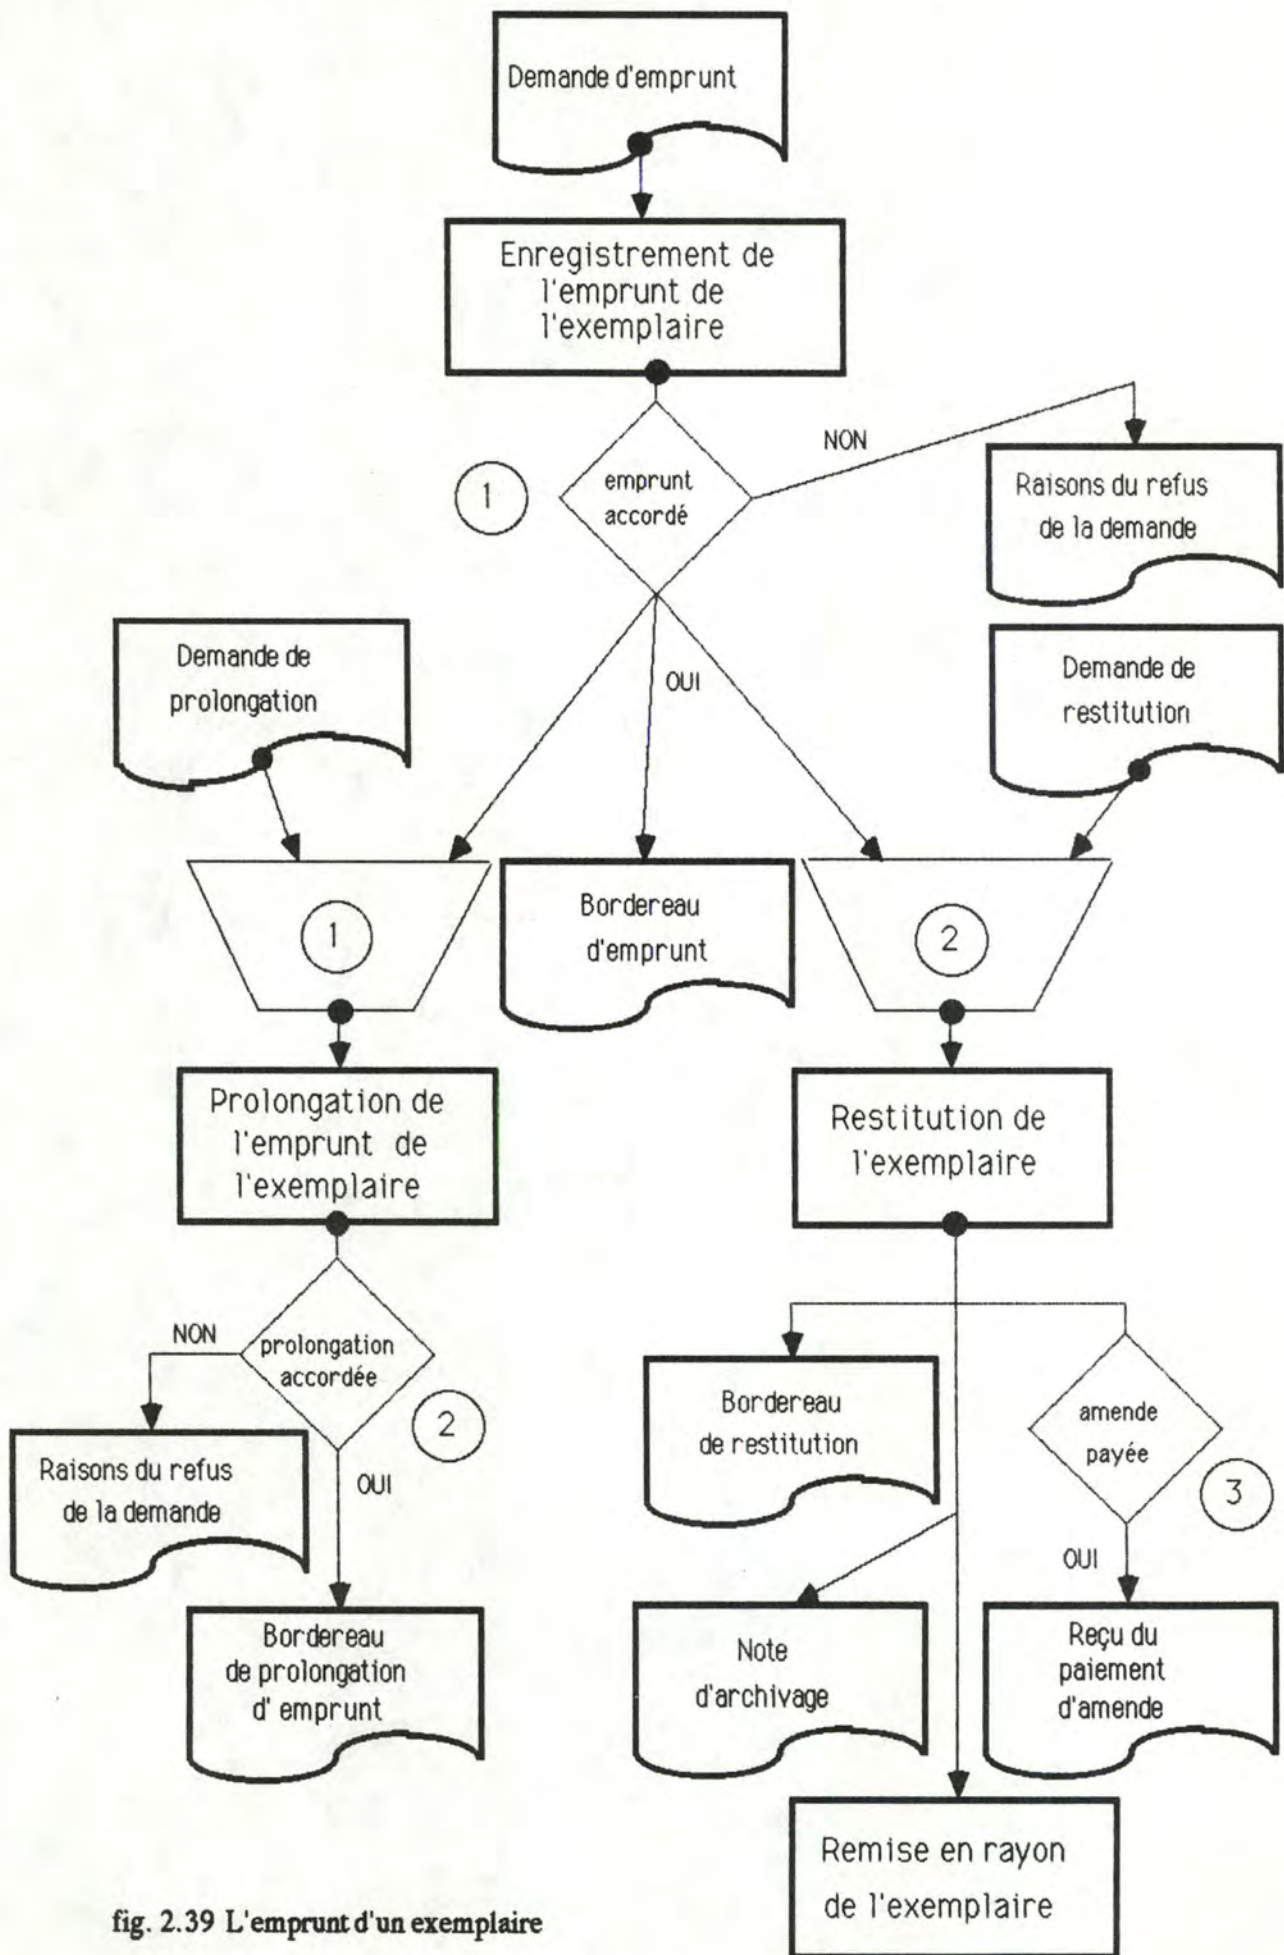 Demande d'emprunt
Enregistrement de
l'emprunt de
l'exemplaire
NON
1
emprunt
accordé
Raisons du refus
de la demande
Demande de
prolongation
OUI
Demande de
restitution
1
Bordereau
d'emprunt
2
Prolongation de
l'emprunt de
l'exemplaire
Restitution de
l'exemplaire
NON
prolongation
accordée
2
Bordereau
de restitution
amende
payée
3
Raisons du refus
de la demande
OUI
OUI
Bordereau
de prolongation
d' emprunt
Note
d'archivage
Reçu du
paiement
d'amende
Remise en rayon
de l'exemplaire
fig. 2.39 L'emprunt d'un exemplaire